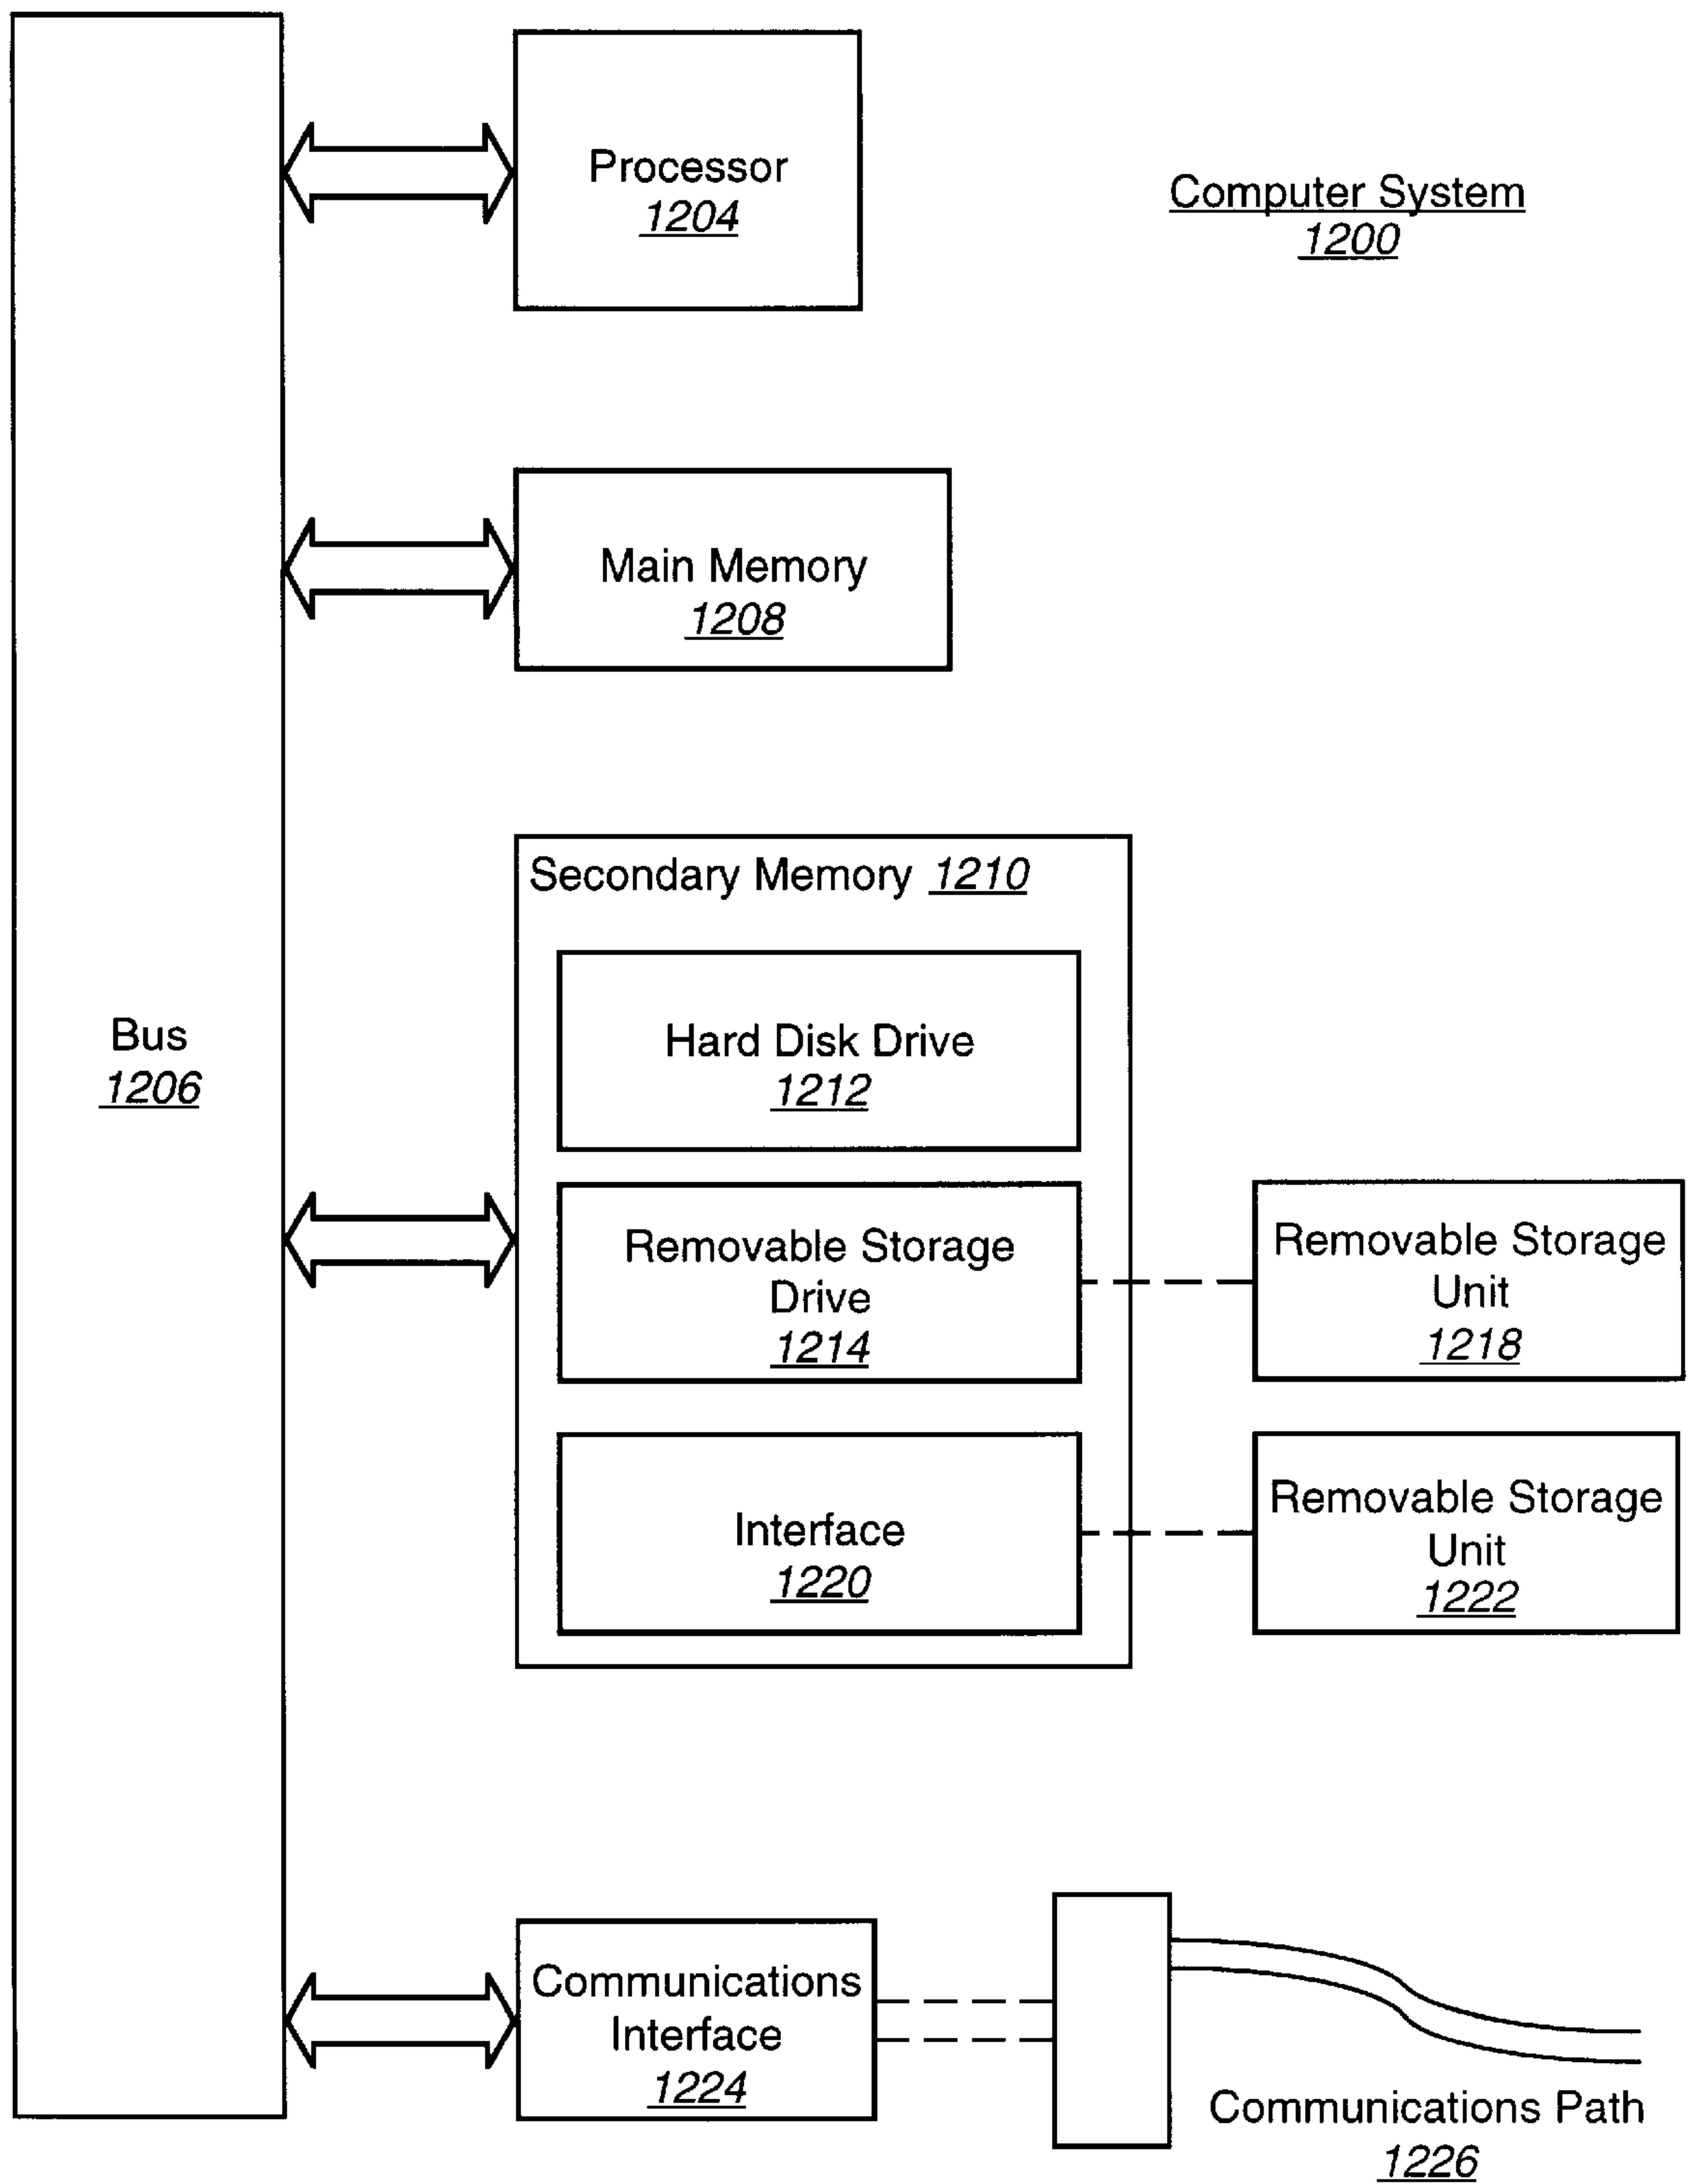 Processor
1204
Computer System
1200
Main Memory
1208
Secondary Memory 1210
Hard Disk Drive
1212
Bus
1206
Removable Storage
Drive
1214
Removable Storage
Unit
1218
Interface
1220
Removable Storage
Unit
1222
Communications
Interface
1224
Communications Path
1226